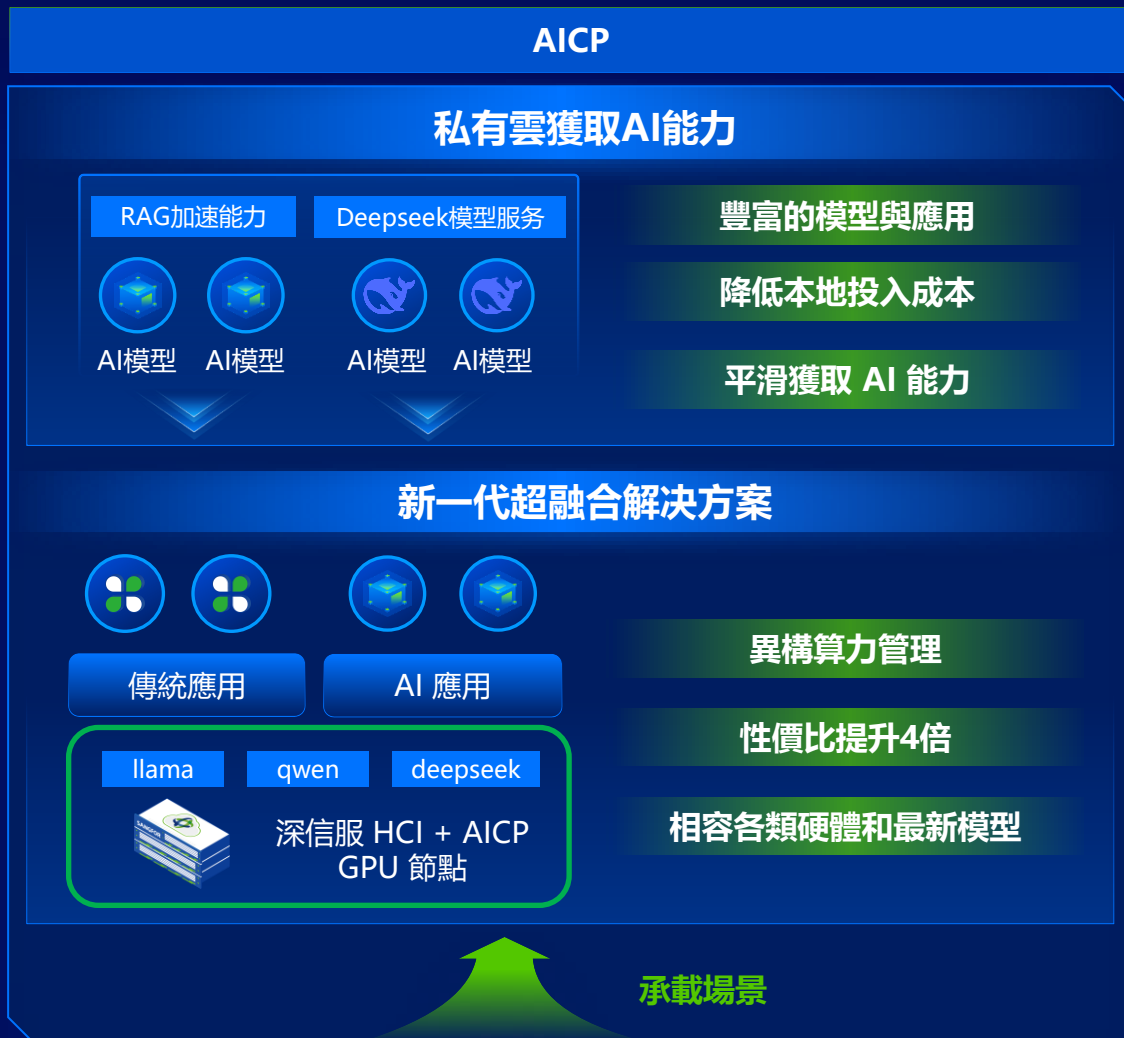 AICP
私有雲獲取AI能力
RAG加速能力
Deepseek模型服务
AI模型
AI模型
AI模型
AI模型
豐富的模型與應用
降低本地投入成本
平滑獲取 AI 能力
新一代超融合解决方案
傳統應用
AI 應用
llama
qwen
deepseek
SANGFOR
深信服 HCI + AICP
GPU 節點
異構算力管理
性價比提升4倍
相容各類硬體和最新模型
承載場景